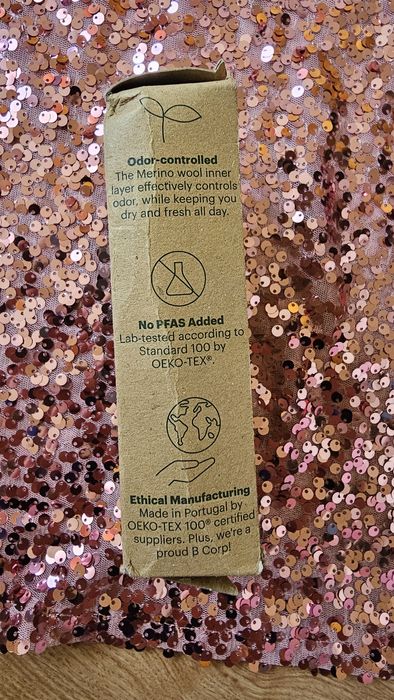 Odor-controlled
The Merino wool inner
layer effectively controls
odor, while keeping you
dry and fresh all day.
No PFAS Added
Lab-tested according to
Standard 100 by
OEKO-TEX®.
Ethical Manufacturing
Made in Portugal by
OEKO-TEX 100® certified
suppliers. Plus, we're a
proud B Corp!